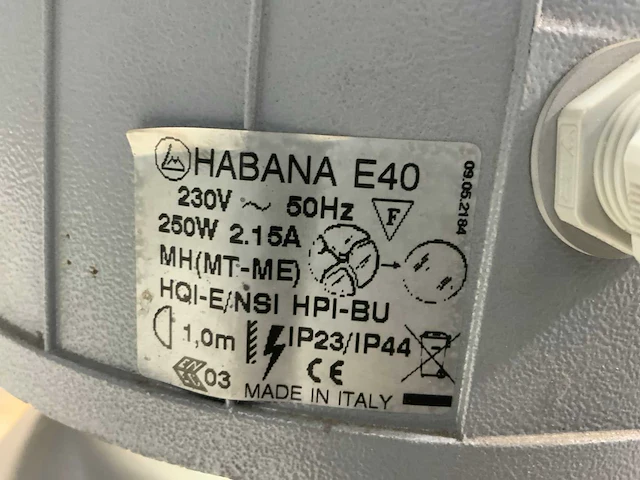 HABANA E40
230V ~ 50Hz
F
250W 2.15A
MH(MT-ME)
HQI-E/NSI HPI-BU
1,0m
IP23/IP44
03
CE
MADE IN ITALY
09.05.2184